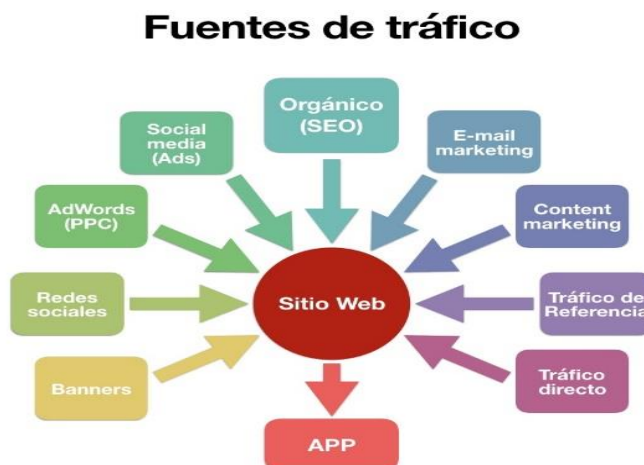 Fuentes de tráfico
Orgánico
(SEO)
Social
media
(Ads)
E-mail
marketing
AdWords
(PPC)
Content
marketing
Redes
sociales
Sitio Web
Tráfico de
Referencia
Banners
Tráfico
directo
APP